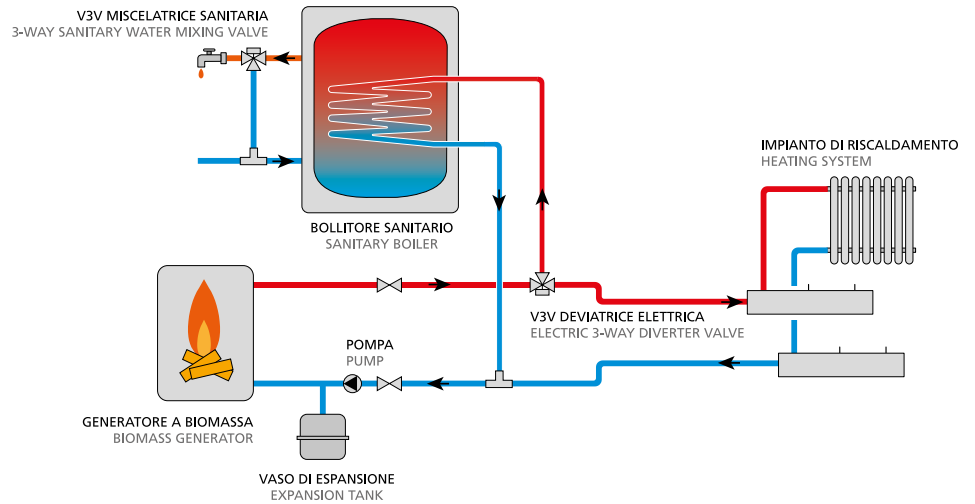 V3V MISCELATRICE SANITARIA
3-WAY SANITARY WATER MIXING VALVE
IMPIANTO DI RISCALDAMENTO
HEATING SYSTEM
BOLLITORE SANITARIO
SANITARY BOILER
V3V DEVIATRICE ELETTRICA
ELECTRIC 3-WAY DIVERTER VALVE
POMPA
PUMP
GENERATORE A BIOMASSA
BIOMASS GENERATOR
VASO DI ESPANSIONE
EXPANSION TANK